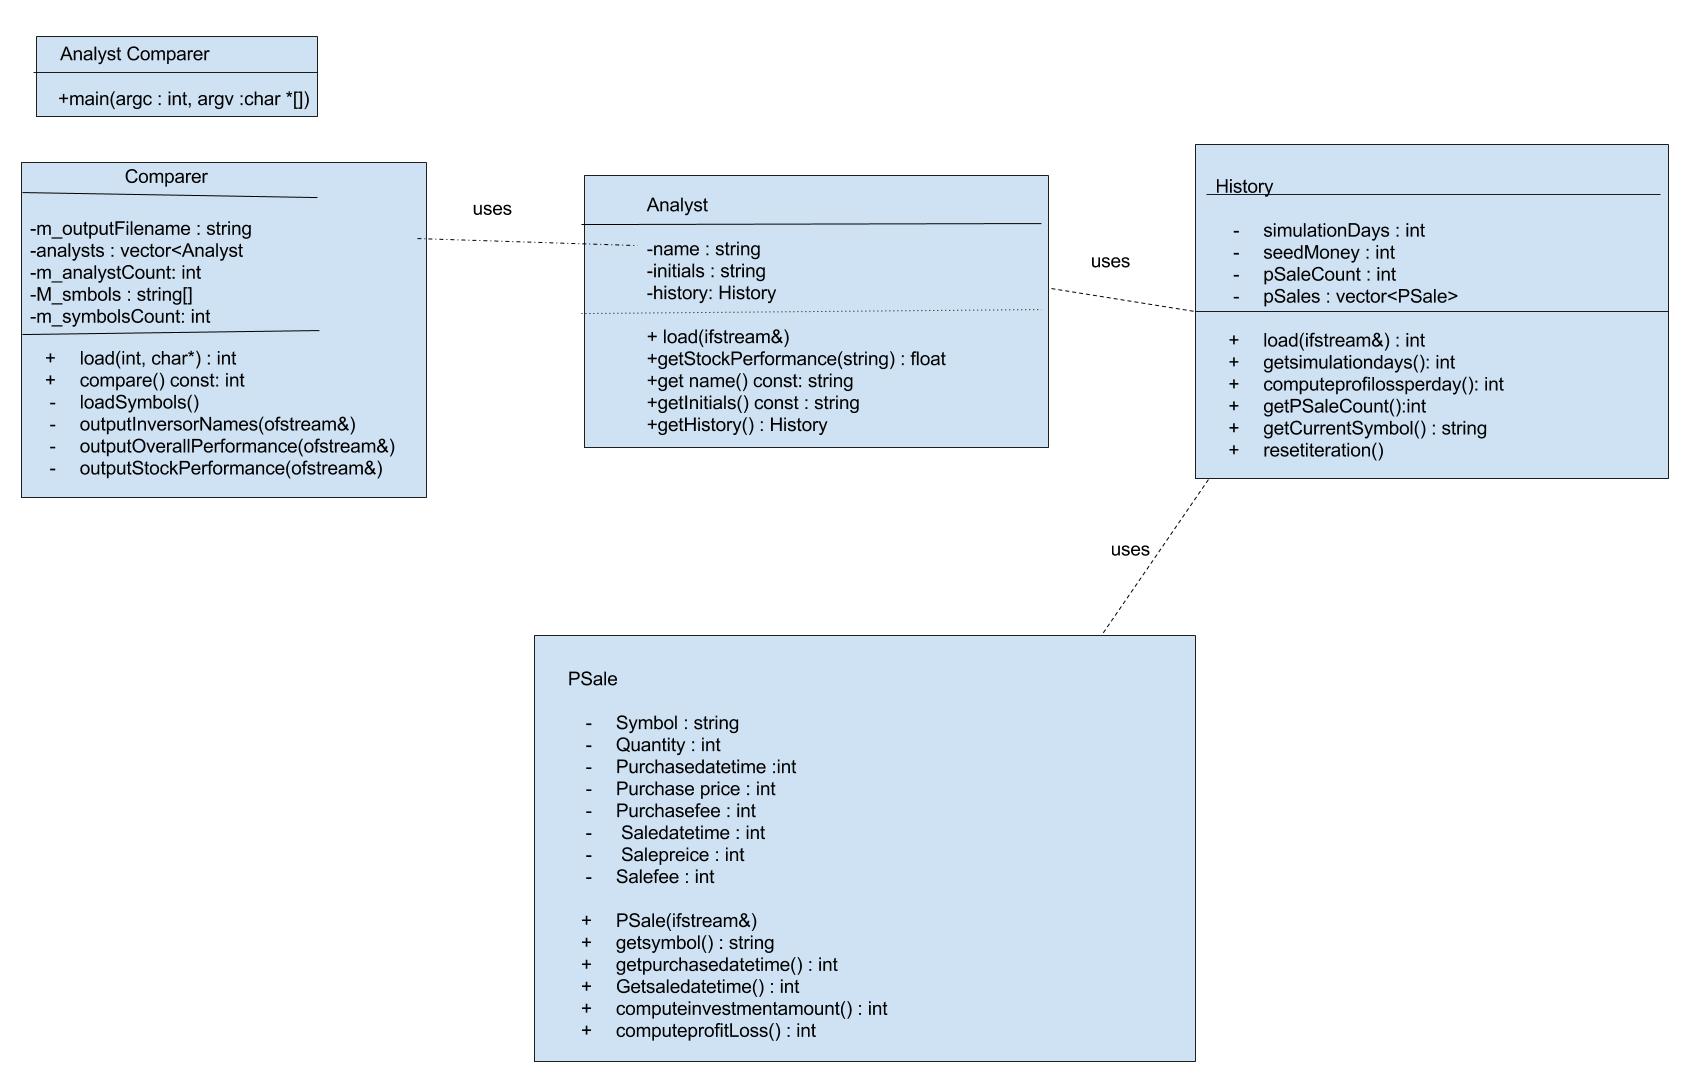 Analyst Comparer
+main(argc : int, argv :char *[])
Comparer
-m_outputFilename : string
-analysts : vector<Analyst
-m_analystCount: int
-M_smbols : string[]
-m_symbolsCount: int
+ load(int, char*) : int
+ compare() const: int
- loadSymbols()
- outputInversorNames(ofstream&)
- outputOverallPerformance(ofstream&)
- outputStockPerformance(ofstream&)
uses
Analyst
-name : string
-initials : string
-history: History
+ load(ifstream&)
+getStockPerformance(string) : float
+get name() const: string
+getInitials() const : string
+getHistory() : History
uses
History
- simulationDays : int
- seedMoney : int
- pSaleCount : int
- pSales : vector<PSale>
+ load(ifstream&) : int
+ getsimulationdays(): int
+ computeprofilossperday(): int
+ getPSaleCount():int
+ getCurrentSymbol() : string
+ resetiteration()
uses
PSale
- Symbol : string
- Quantity : int
- Purchasedatetime :int
- Purchase price : int
- Purchasefee : int
- Saledatetime : int
- Salepreice : int
- Salefee : int
+ PSale(ifstream&)
+ getsymbol() : string
+ getpurchasedatetime() : int
+ Getsaledatetime() : int
+ computeinvestmentamount() : int
+ computeprofitLoss() : int